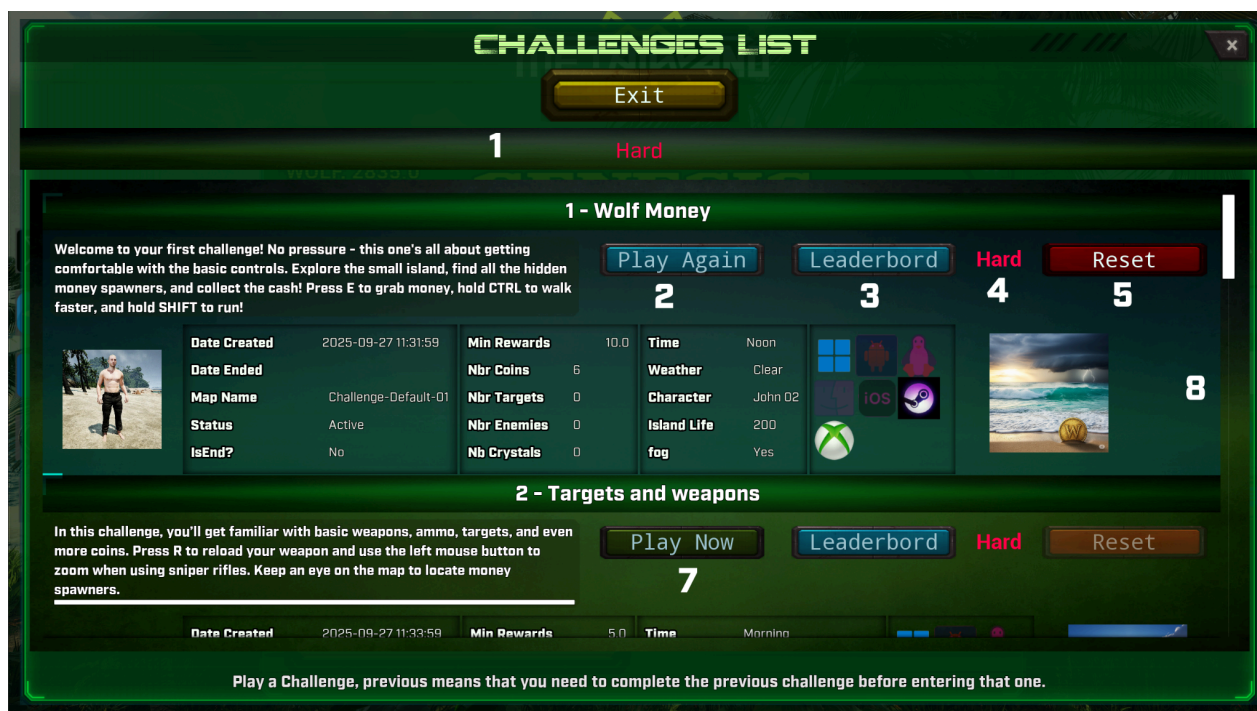 CHALLENGES LIST
x
Exit
1
Hard
WOLF: 2835.0
GENESIS
1 - Wolf Money
Welcome to your first challenge! No pressure - this one's all about getting
comfortable with the basic controls. Explore the small island, find all the hidden
money spawners, and collect the cash! Press E to grab money, hold CTRL to walk
faster, and hold SHIFT to run!
Play Again
Leaderbord
Hard
Reset
2
3
4
5
Date Created 2025-09-27 11:31:59
Date Ended
Map Name Challenge-Default-01
Status Active
IsEnd? No
Min Rewards 10.0
Nbr Coins 6
Nbr Targets 0
Nbr Enemies 0
Nb Crystals 0
Time Noon
Weather Clear
Character John 02
Island Life 200
fog Yes
iOS
W
8
2 - Targets and weapons
In this challenge, you'll get familiar with basic weapons, ammo, targets, and even
more coins. Press R to reload your weapon and use the left mouse button to
zoom when using sniper rifles. Keep an eye on the map to locate money
spawners.
Play Now
Leaderbord
Hard
Reset
7
Date Created 2025-09-27 11:33:59
Min Rewards 5.0
Time Morning
Play a Challenge, previous means that you need to complete the previous challenge before entering that one.